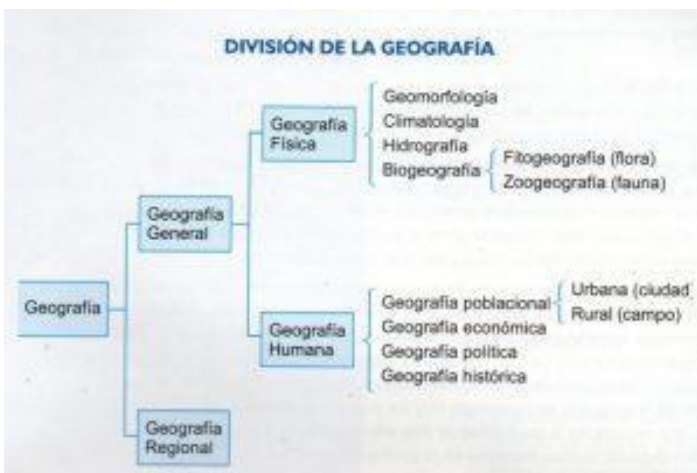 DIVISIÓN DE LA GEOGRAFÍA
Geografía
Geografía
General
Geografía
Física
Geomorfología
Climatología
Hidrografía
Biogeografía
Fitogeografía (flora)
Zoogeografía (fauna)
Geografía
Humana
Geografía poblacional
Urbana (ciudad
Rural (campo)
Geografía económica
Geografía política
Geografía histórica
Geografía
Regional